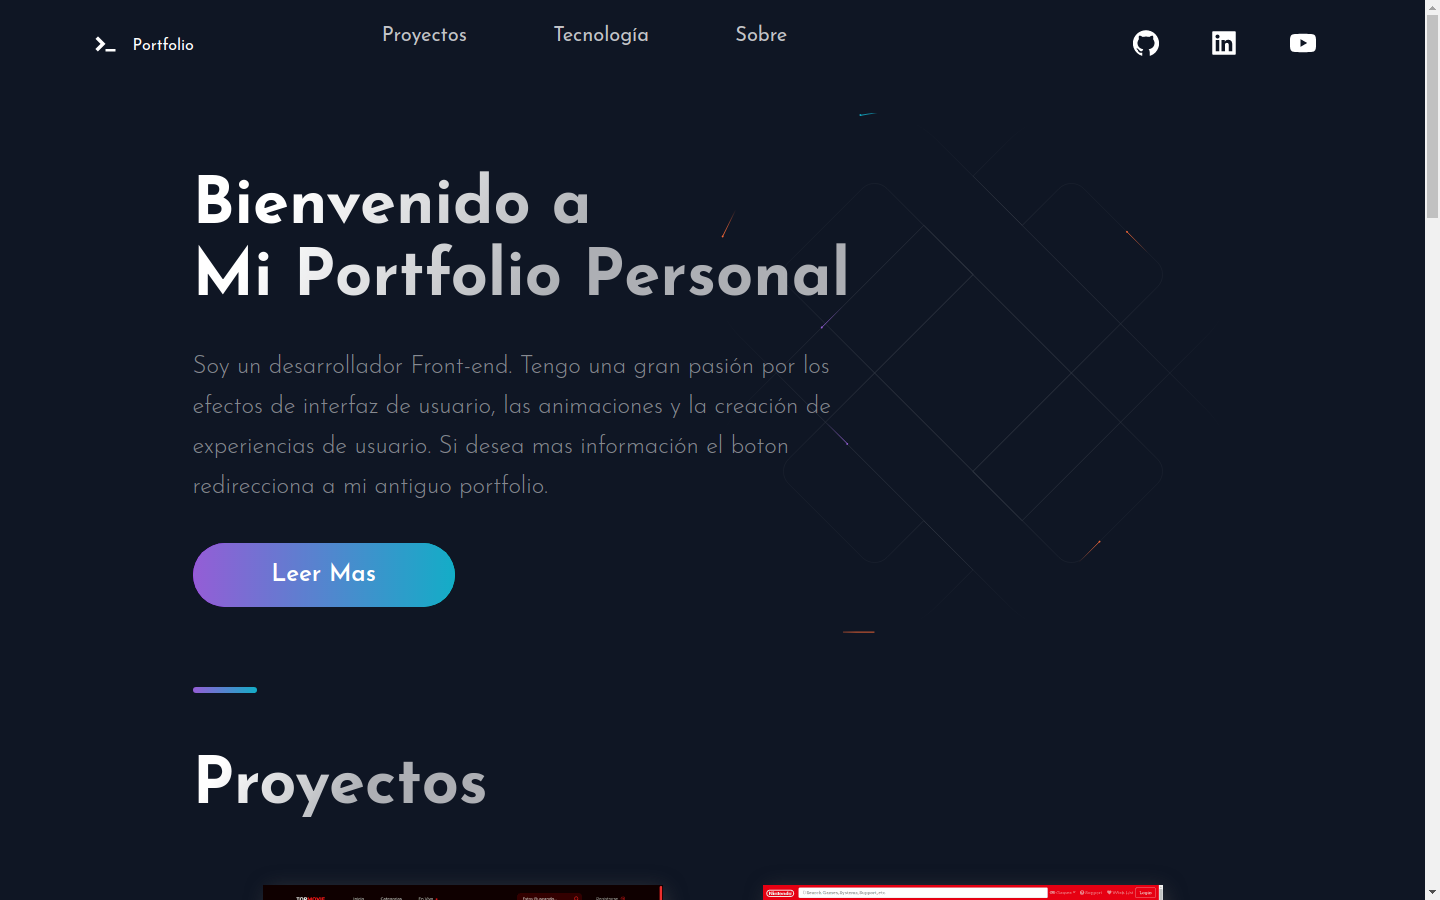 Portfolio
Proyectos
Tecnología
Sobre
Bienvenido a
Mi Portfolio Personal
Soy un desarrollador Front-end. Tengo una gran pasión por los
efectos de interfaz de usuario, las animaciones y la creación de
experiencias de usuario. Si desea mas información el boton
redirecciona a mi antiguo portfolio.
Leer Mas
Proyectos
Nintendo
Login